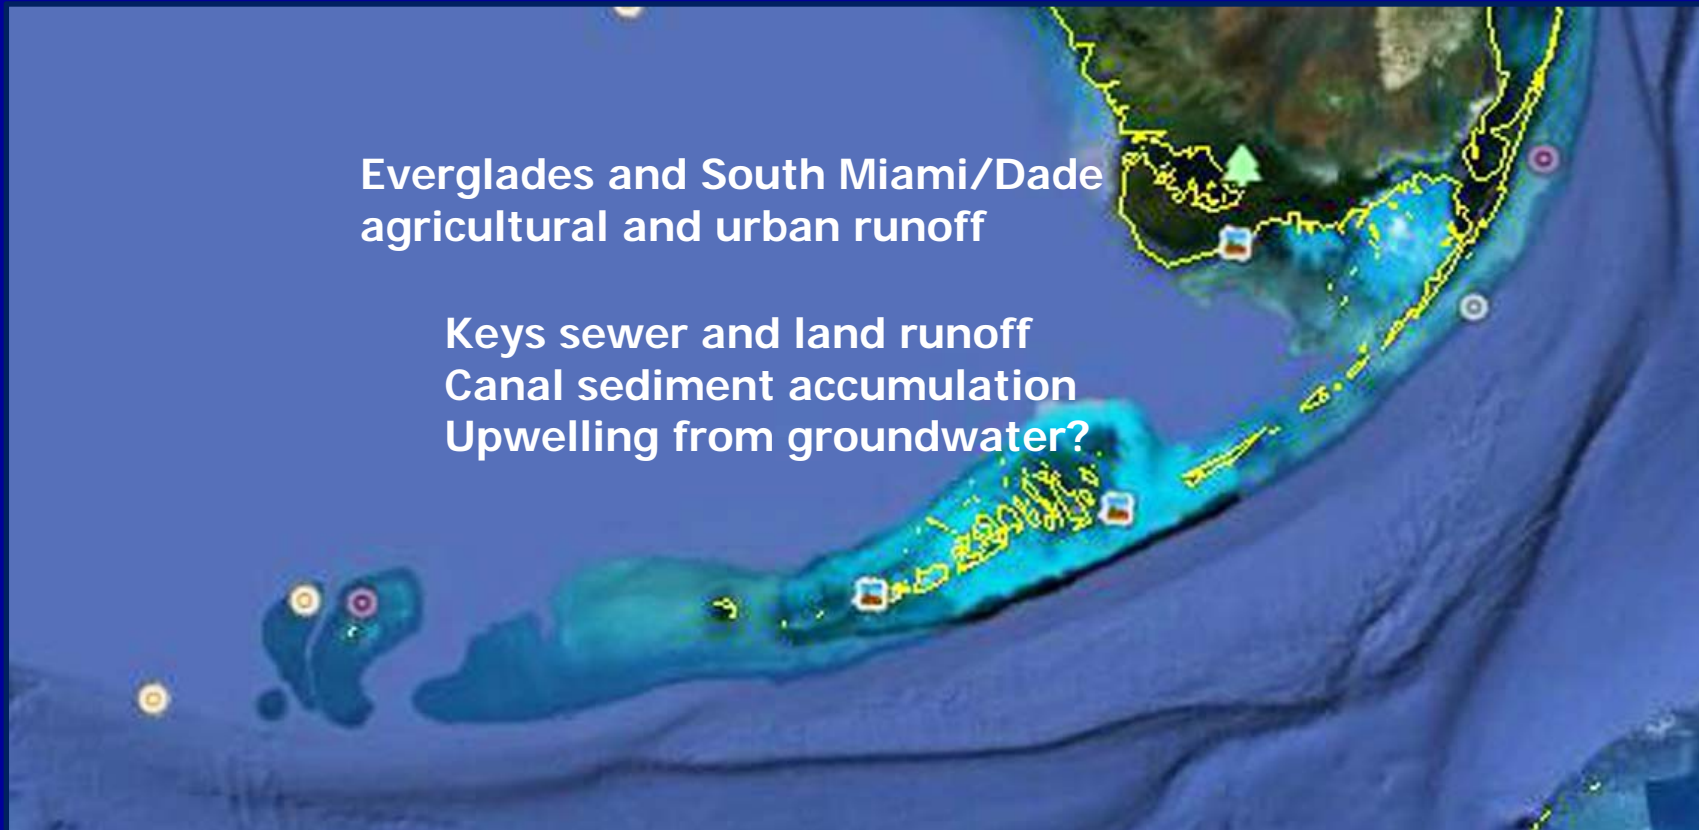 Everglades and South Miami/Dade
agricultural and urban runoff
Keys sewer and land runoff
Canal sediment accumulation
Upwelling from groundwater?